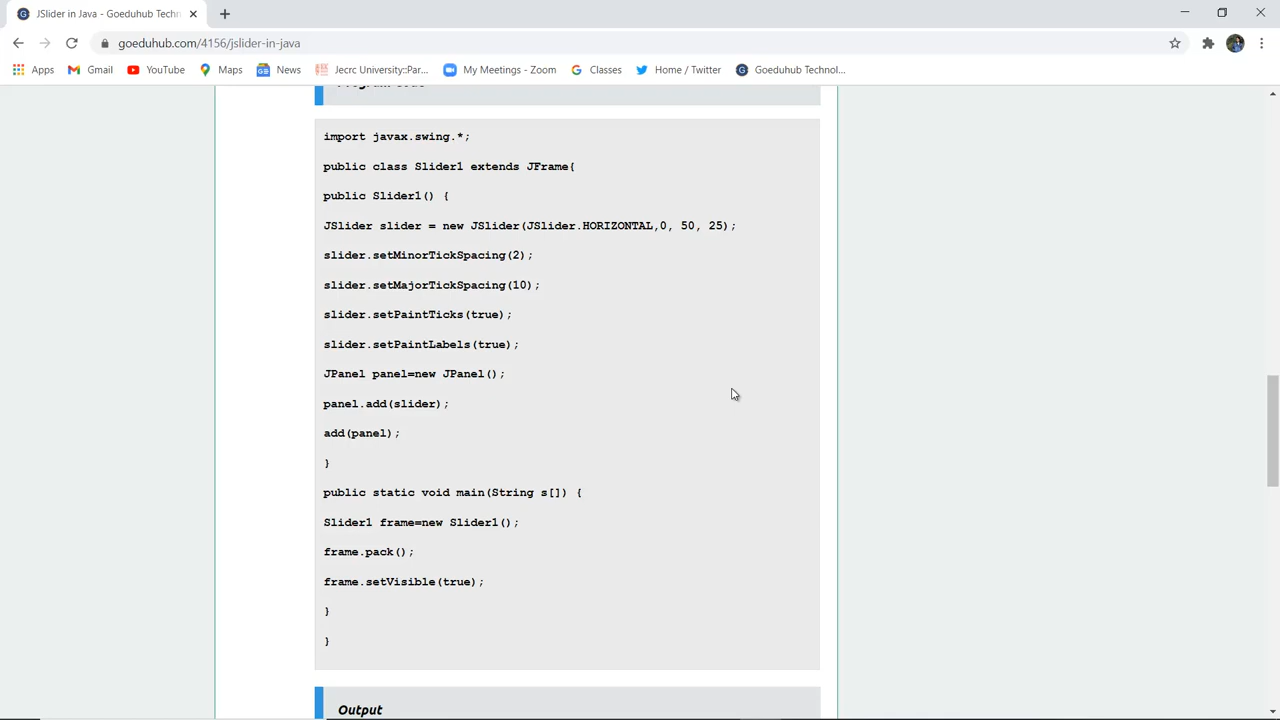 JSlider in Java - Goeduhub Techn
goeduhub.com/4156/jslider-in-java
Apps Gmail YouTube Maps News Jecrc University::Par... My Meetings - Zoom Classes Home / Twitter Goeduhub Technol...
Program Code
import javax.swing.*;
public class Slider1 extends JFrame{
public Slider1() {
JSlider slider = new JSlider(JSlider.HORIZONTAL,0, 50, 25);
slider.setMinorTickSpacing(2);
slider.setMajorTickSpacing(10);
slider.setPaintTicks(true);
slider.setPaintLabels(true);
JPanel panel=new JPanel();
panel.add(slider);
add(panel);
}
public static void main(String s[]) {
Slider1 frame=new Slider1();
frame.pack();
frame.setVisible(true);
}
}
Output